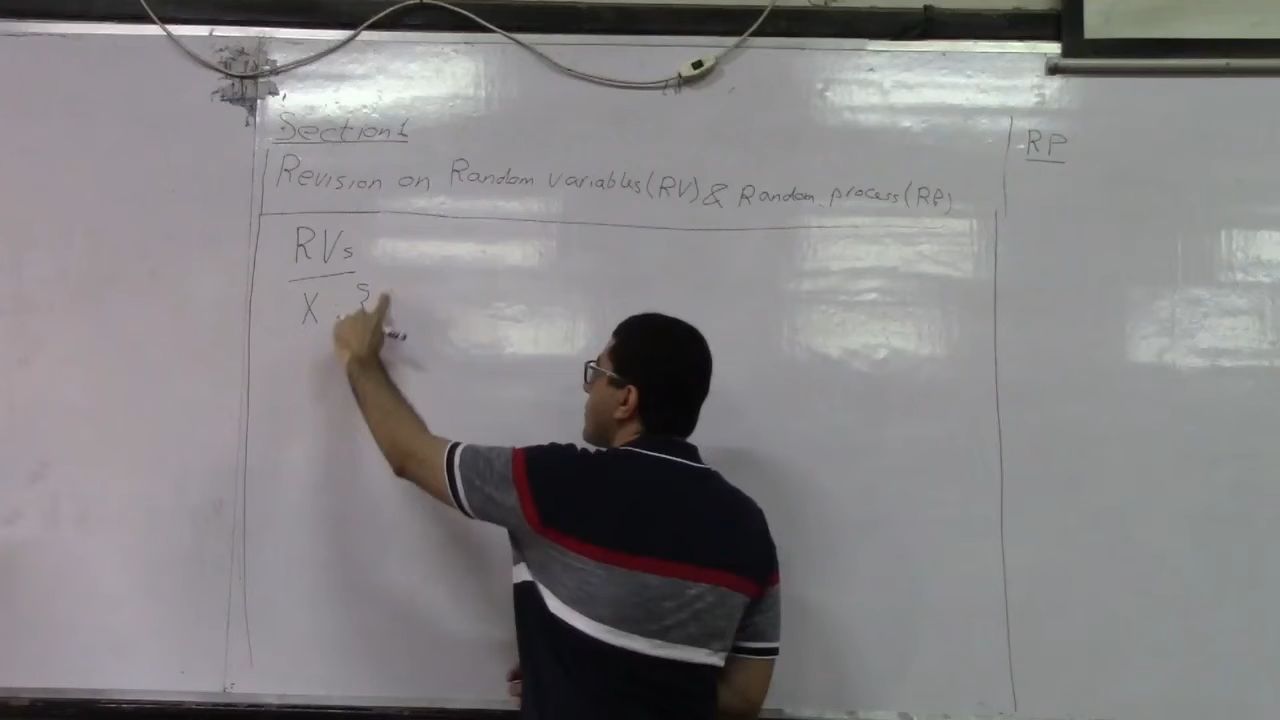 Section 1
Revision on Random variables(RV) & Random process(RP)
RVs
X
RP